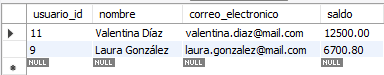 usuario_id nombre correo_electronico saldo
11 Valentina Díaz valentina.diaz@mail.com 12500.00
9 Laura González laura.gonzalez@mail.com 6700.80
NULL NULL NULL NULL